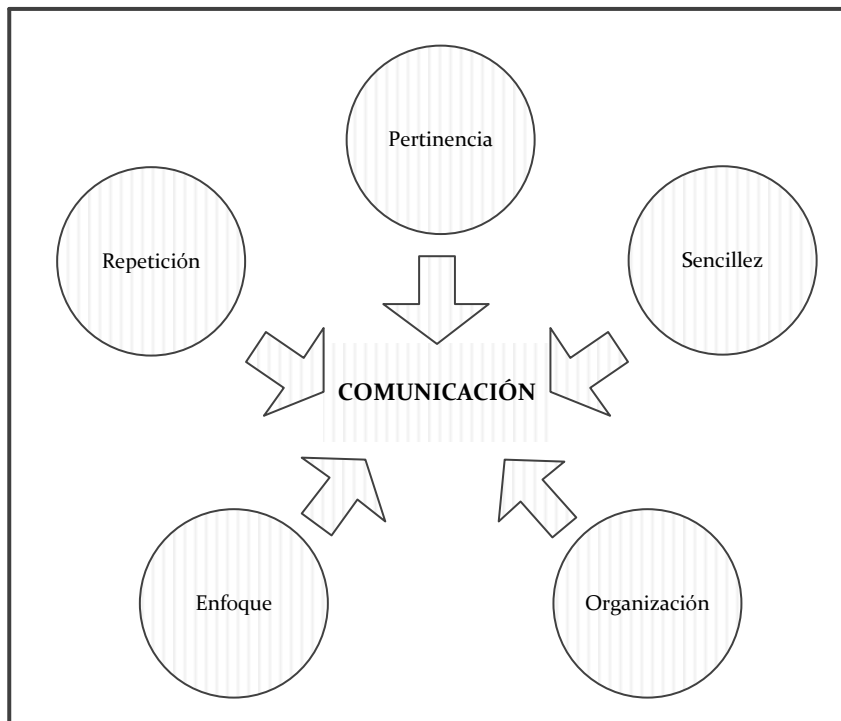 Pertinencia
Repetición
Sencillez
COMUNICACIÓN
Enfoque
Organización